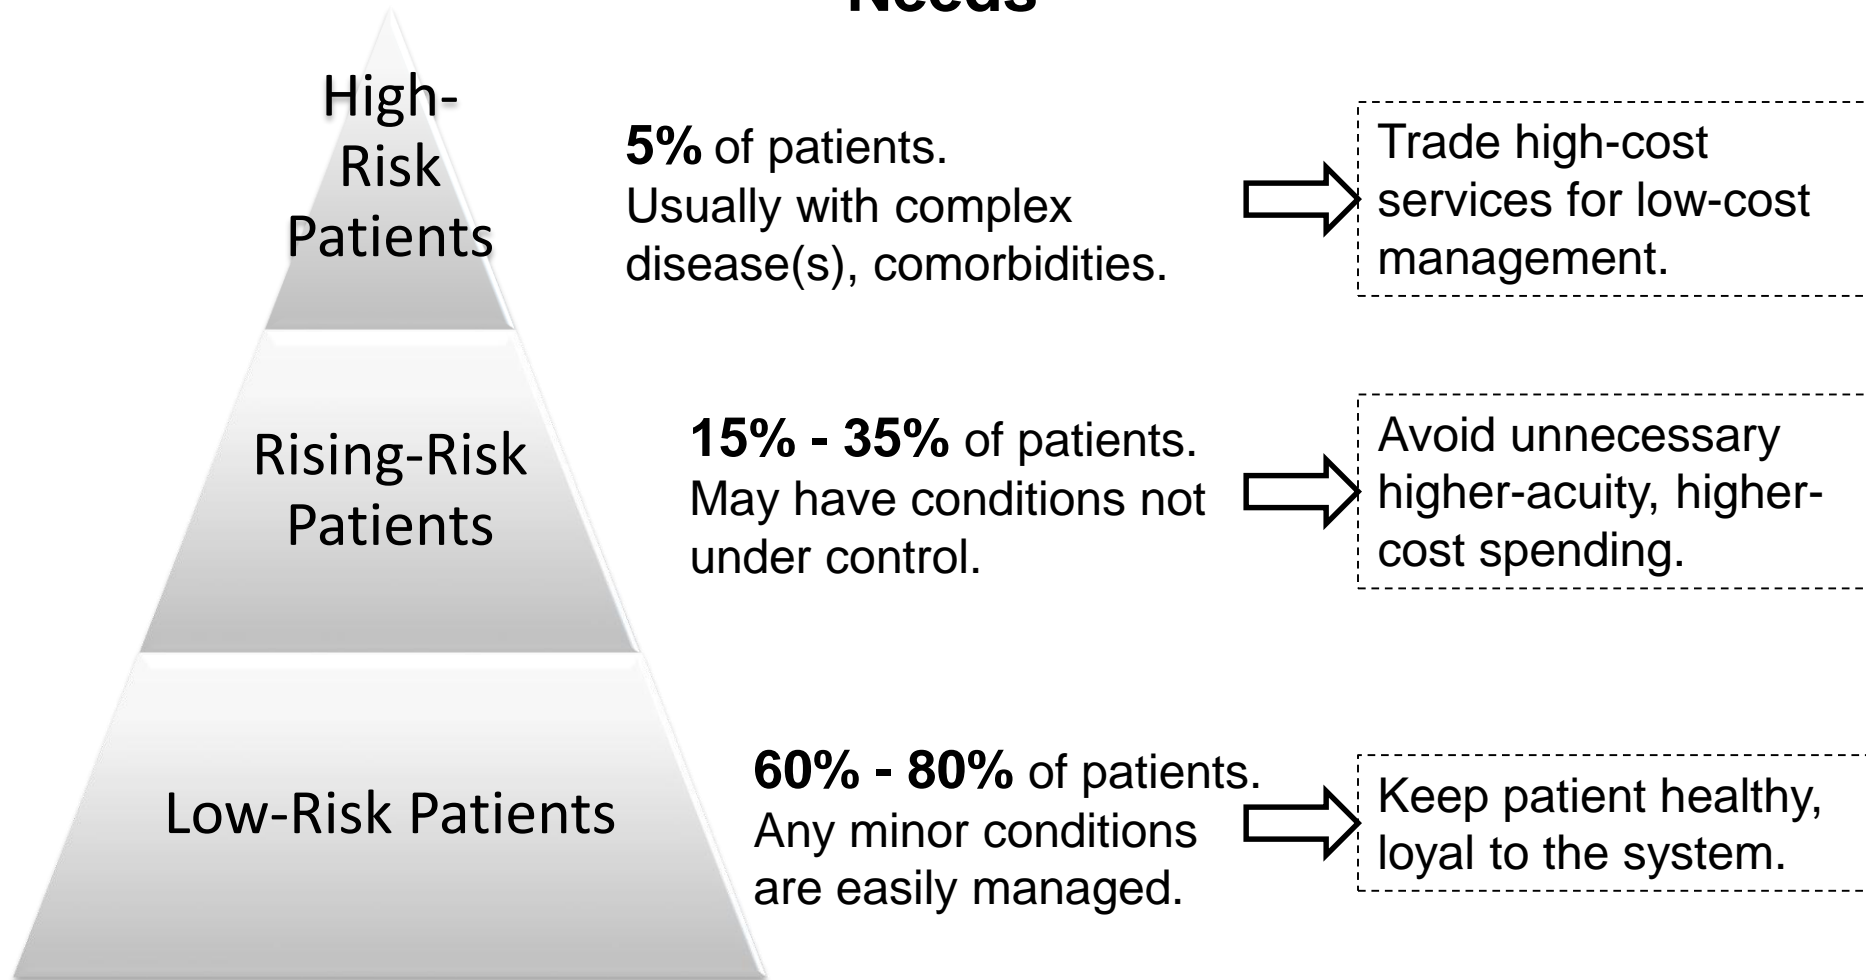 Needs
High-
Risk
Patients
5% of patients.
Usually with complex
disease(s), comorbidities.
Trade high-cost
services for low-cost
management.
Rising-Risk
Patients
15% - 35% of patients.
May have conditions not
under control.
Avoid unnecessary
higher-acuity, higher-
cost spending.
Low-Risk Patients
60% - 80% of patients.
Any minor conditions
are easily managed.
Keep patient healthy,
loyal to the system.